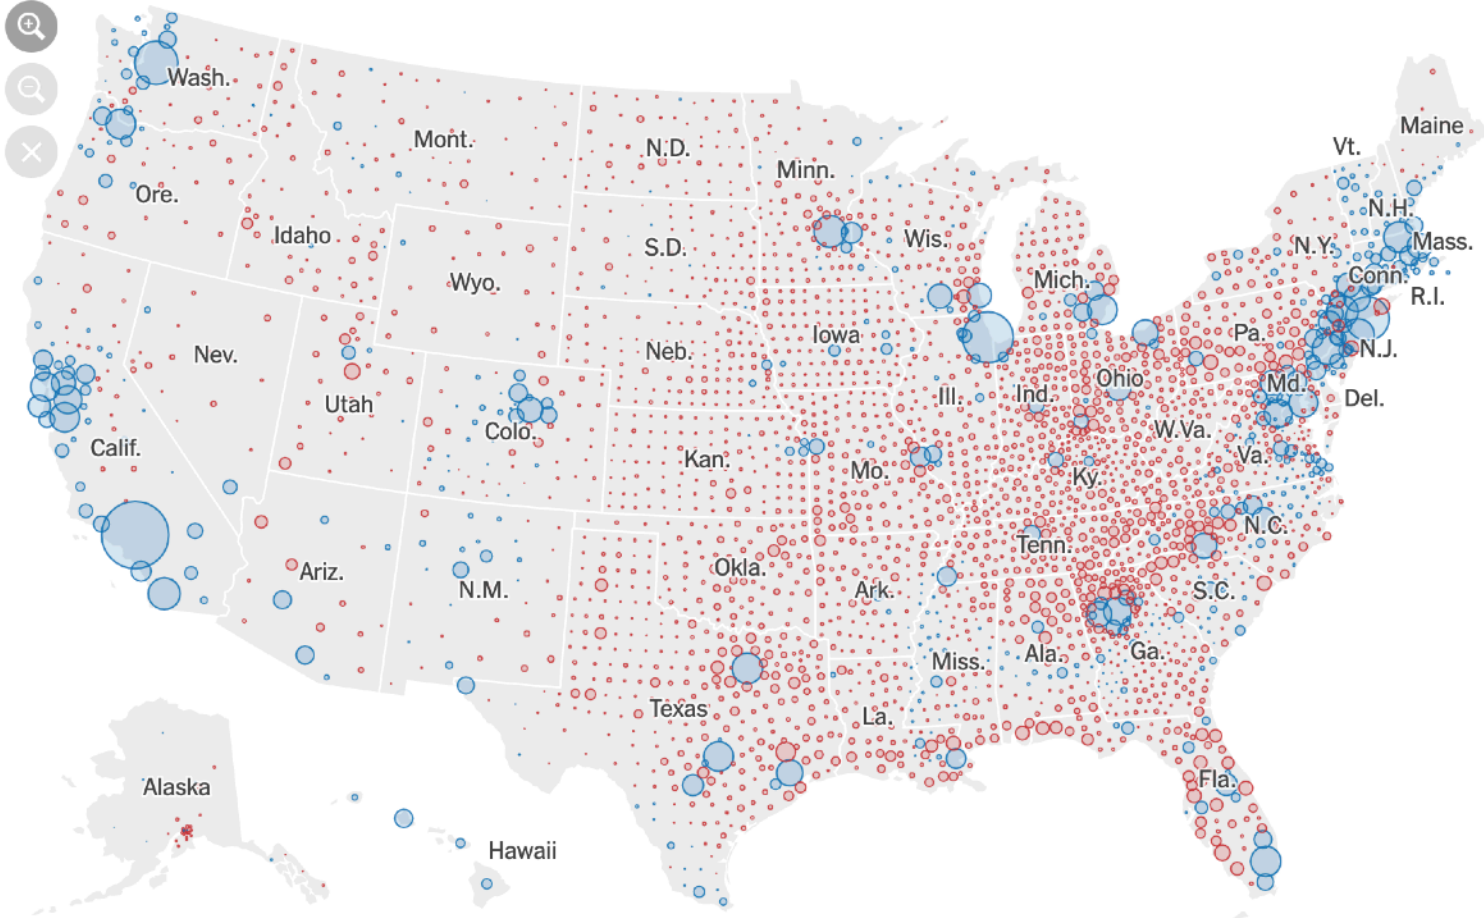 Wash.
Maine
Vt.
Mont.
N.D.
Minn.
Ore.
N.H.
Idaho
S.D.
Wis.
N.Y.
Mass.
Wyo.
Mich.
Conn.
R.I.
Nev.
Neb.
Iowa
Pa.
N.J.
Utah
Ill.
Ind.
Ohio
Md.
Del.
Calif.
Colo.
Kan.
Mo.
Ky.
W.Va.
Va.
Ariz.
N.M.
Okla.
Ark.
Tenn.
N.C.
S.C.
Texas
La.
Miss.
Ala.
Ga.
Alaska
Hawaii
Fla.